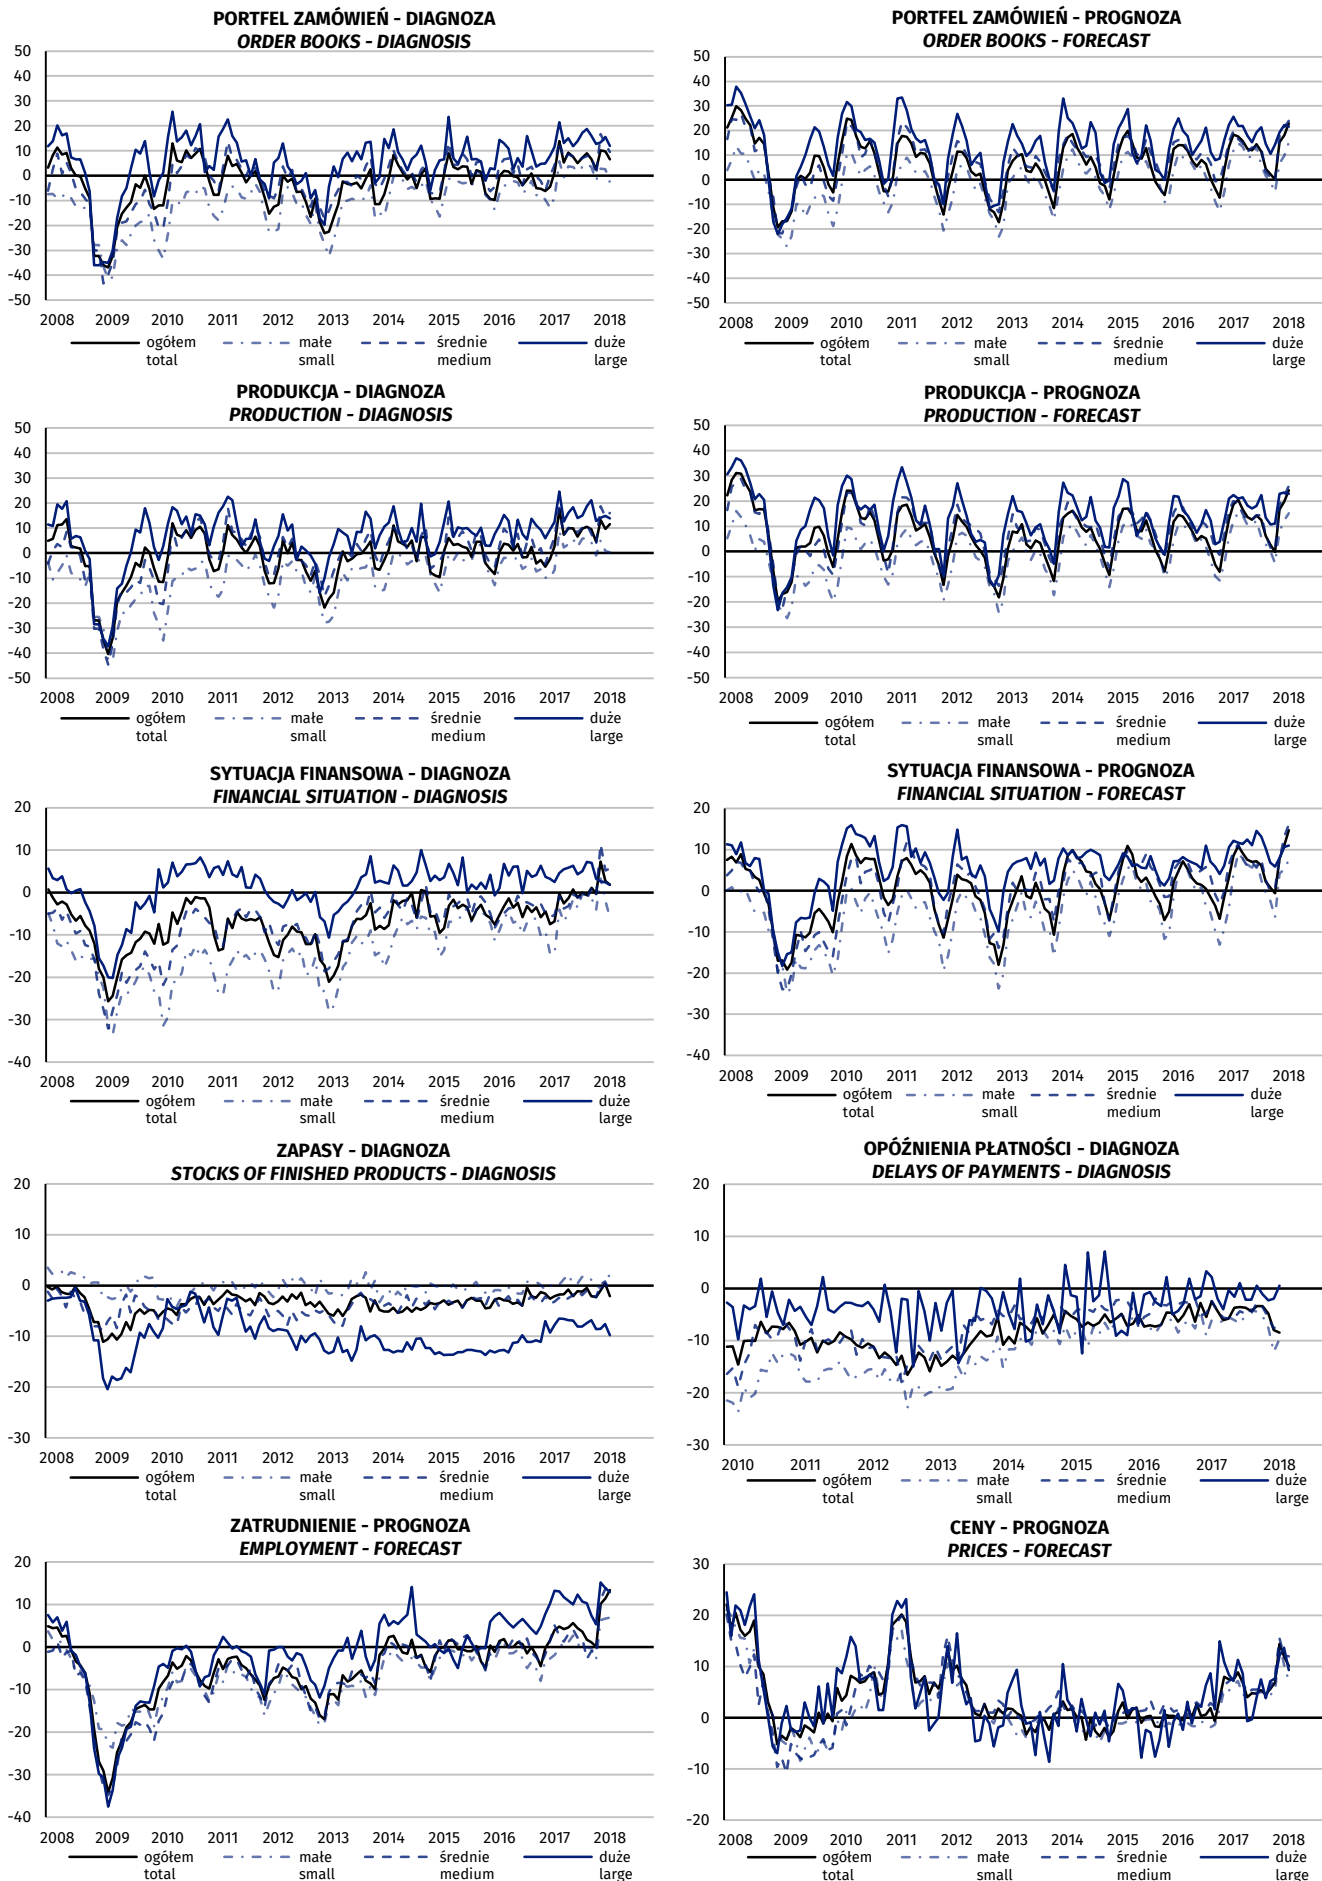 PORTFEL ZAMÓWIEŃ - DIAGNOZA
ORDER BOOKS - DIAGNOSIS
50
40
30
20
10
0
-10
-20
-30
-40
-50
2008 2009 2010 2011 2012 2013 2014 2015 2016 2017 2018
ogółem małe średnie duże
total small medium large
PORTFEL ZAMÓWIEŃ - PROGNOZA
ORDER BOOKS - FORECAST
50
40
30
20
10
0
-10
-20
-30
-40
-50
2008 2009 2010 2011 2012 2013 2014 2015 2016 2017 2018
ogółem małe średnie duże
total small medium large
PRODUKCJA - DIAGNOZA
PRODUCTION - DIAGNOSIS
50
40
30
20
10
0
-10
-20
-30
-40
-50
2008 2009 2010 2011 2012 2013 2014 2015 2016 2017 2018
ogółem małe średnie duże
total small medium large
PRODUKCJA - PROGNOZA
PRODUCTION - FORECAST
50
40
30
20
10
0
-10
-20
-30
-40
-50
2008 2009 2010 2011 2012 2013 2014 2015 2016 2017 2018
ogółem małe średnie duże
total small medium large
SYTUACJA FINANSOWA - DIAGNOZA
FINANCIAL SITUATION - DIAGNOSIS
20
10
0
-10
-20
-30
-40
2008 2009 2010 2011 2012 2013 2014 2015 2016 2017 2018
ogółem małe średnie duże
total small medium large
SYTUACJA FINANSOWA - PROGNOZA
FINANCIAL SITUATION - FORECAST
20
10
0
-10
-20
-30
-40
2008 2009 2010 2011 2012 2013 2014 2015 2016 2017 2018
ogółem małe średnie duże
total small medium large
ZAPASY - DIAGNOZA
STOCKS OF FINISHED PRODUCTS - DIAGNOSIS
20
10
0
-10
-20
-30
2008 2009 2010 2011 2012 2013 2014 2015 2016 2017 2018
ogółem małe średnie duże
total small medium large
OPÓŹNIENIA PŁATNOŚCI - DIAGNOZA
DELAYS OF PAYMENTS - DIAGNOSIS
20
10
0
-10
-20
-30
2010 2011 2012 2013 2014 2015 2016 2017 2018
ogółem małe średnie duże
total small medium large
ZATRUDNIENIE - PROGNOZA
EMPLOYMENT - FORECAST
20
10
0
-10
-20
-30
-40
2008 2009 2010 2011 2012 2013 2014 2015 2016 2017 2018
ogółem małe średnie duże
total small medium large
CENY - PROGNOZA
PRICES - FORECAST
30
20
10
0
-10
-20
2008 2009 2010 2011 2012 2013 2014 2015 2016 2017 2018
ogółem małe średnie duże
total small medium large